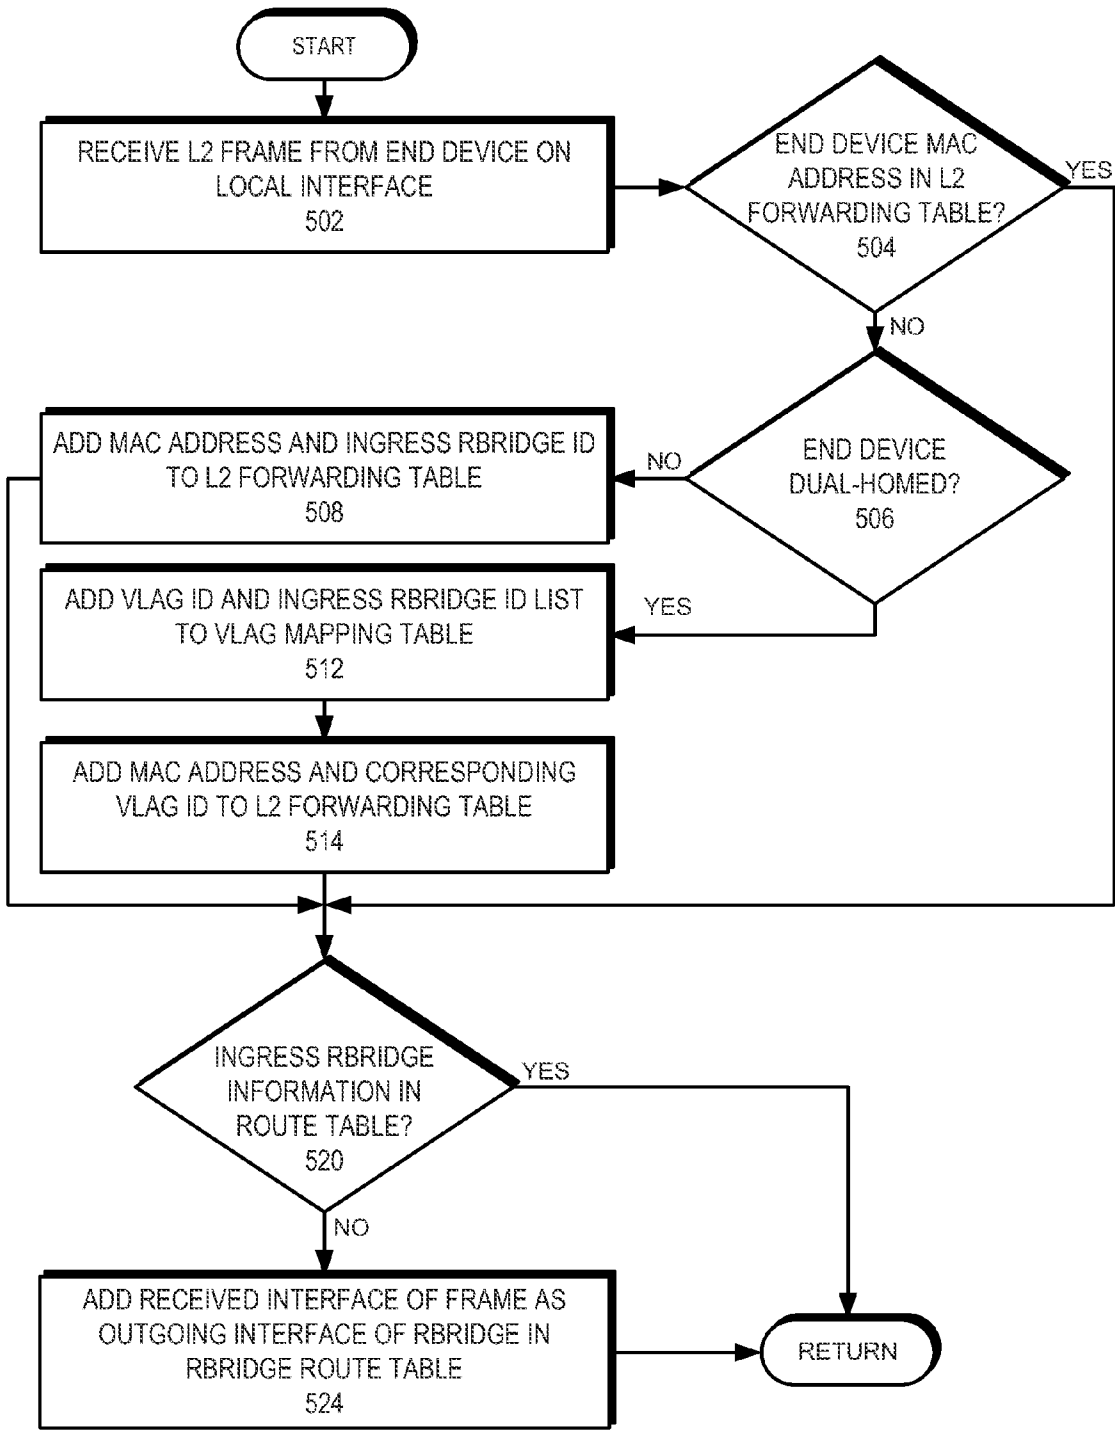 START
RECEIVE L2 FRAME FROM END DEVICE ON
LOCAL INTERFACE
502
END DEVICE MAC
ADDRESS IN L2
FORWARDING TABLE?
504
YES
NO
END DEVICE
DUAL-HOMED?
506
NO
YES
ADD MAC ADDRESS AND INGRESS RBRIDGE ID
TO L2 FORWARDING TABLE
508
ADD VLAG ID AND INGRESS RBRIDGE ID LIST
TO VLAG MAPPING TABLE
512
ADD MAC ADDRESS AND CORRESPONDING
VLAG ID TO L2 FORWARDING TABLE
514
INGRESS RBRIDGE
INFORMATION IN
ROUTE TABLE?
520
YES
NO
ADD RECEIVED INTERFACE OF FRAME AS
OUTGOING INTERFACE OF RBRIDGE IN
RBRIDGE ROUTE TABLE
524
RETURN